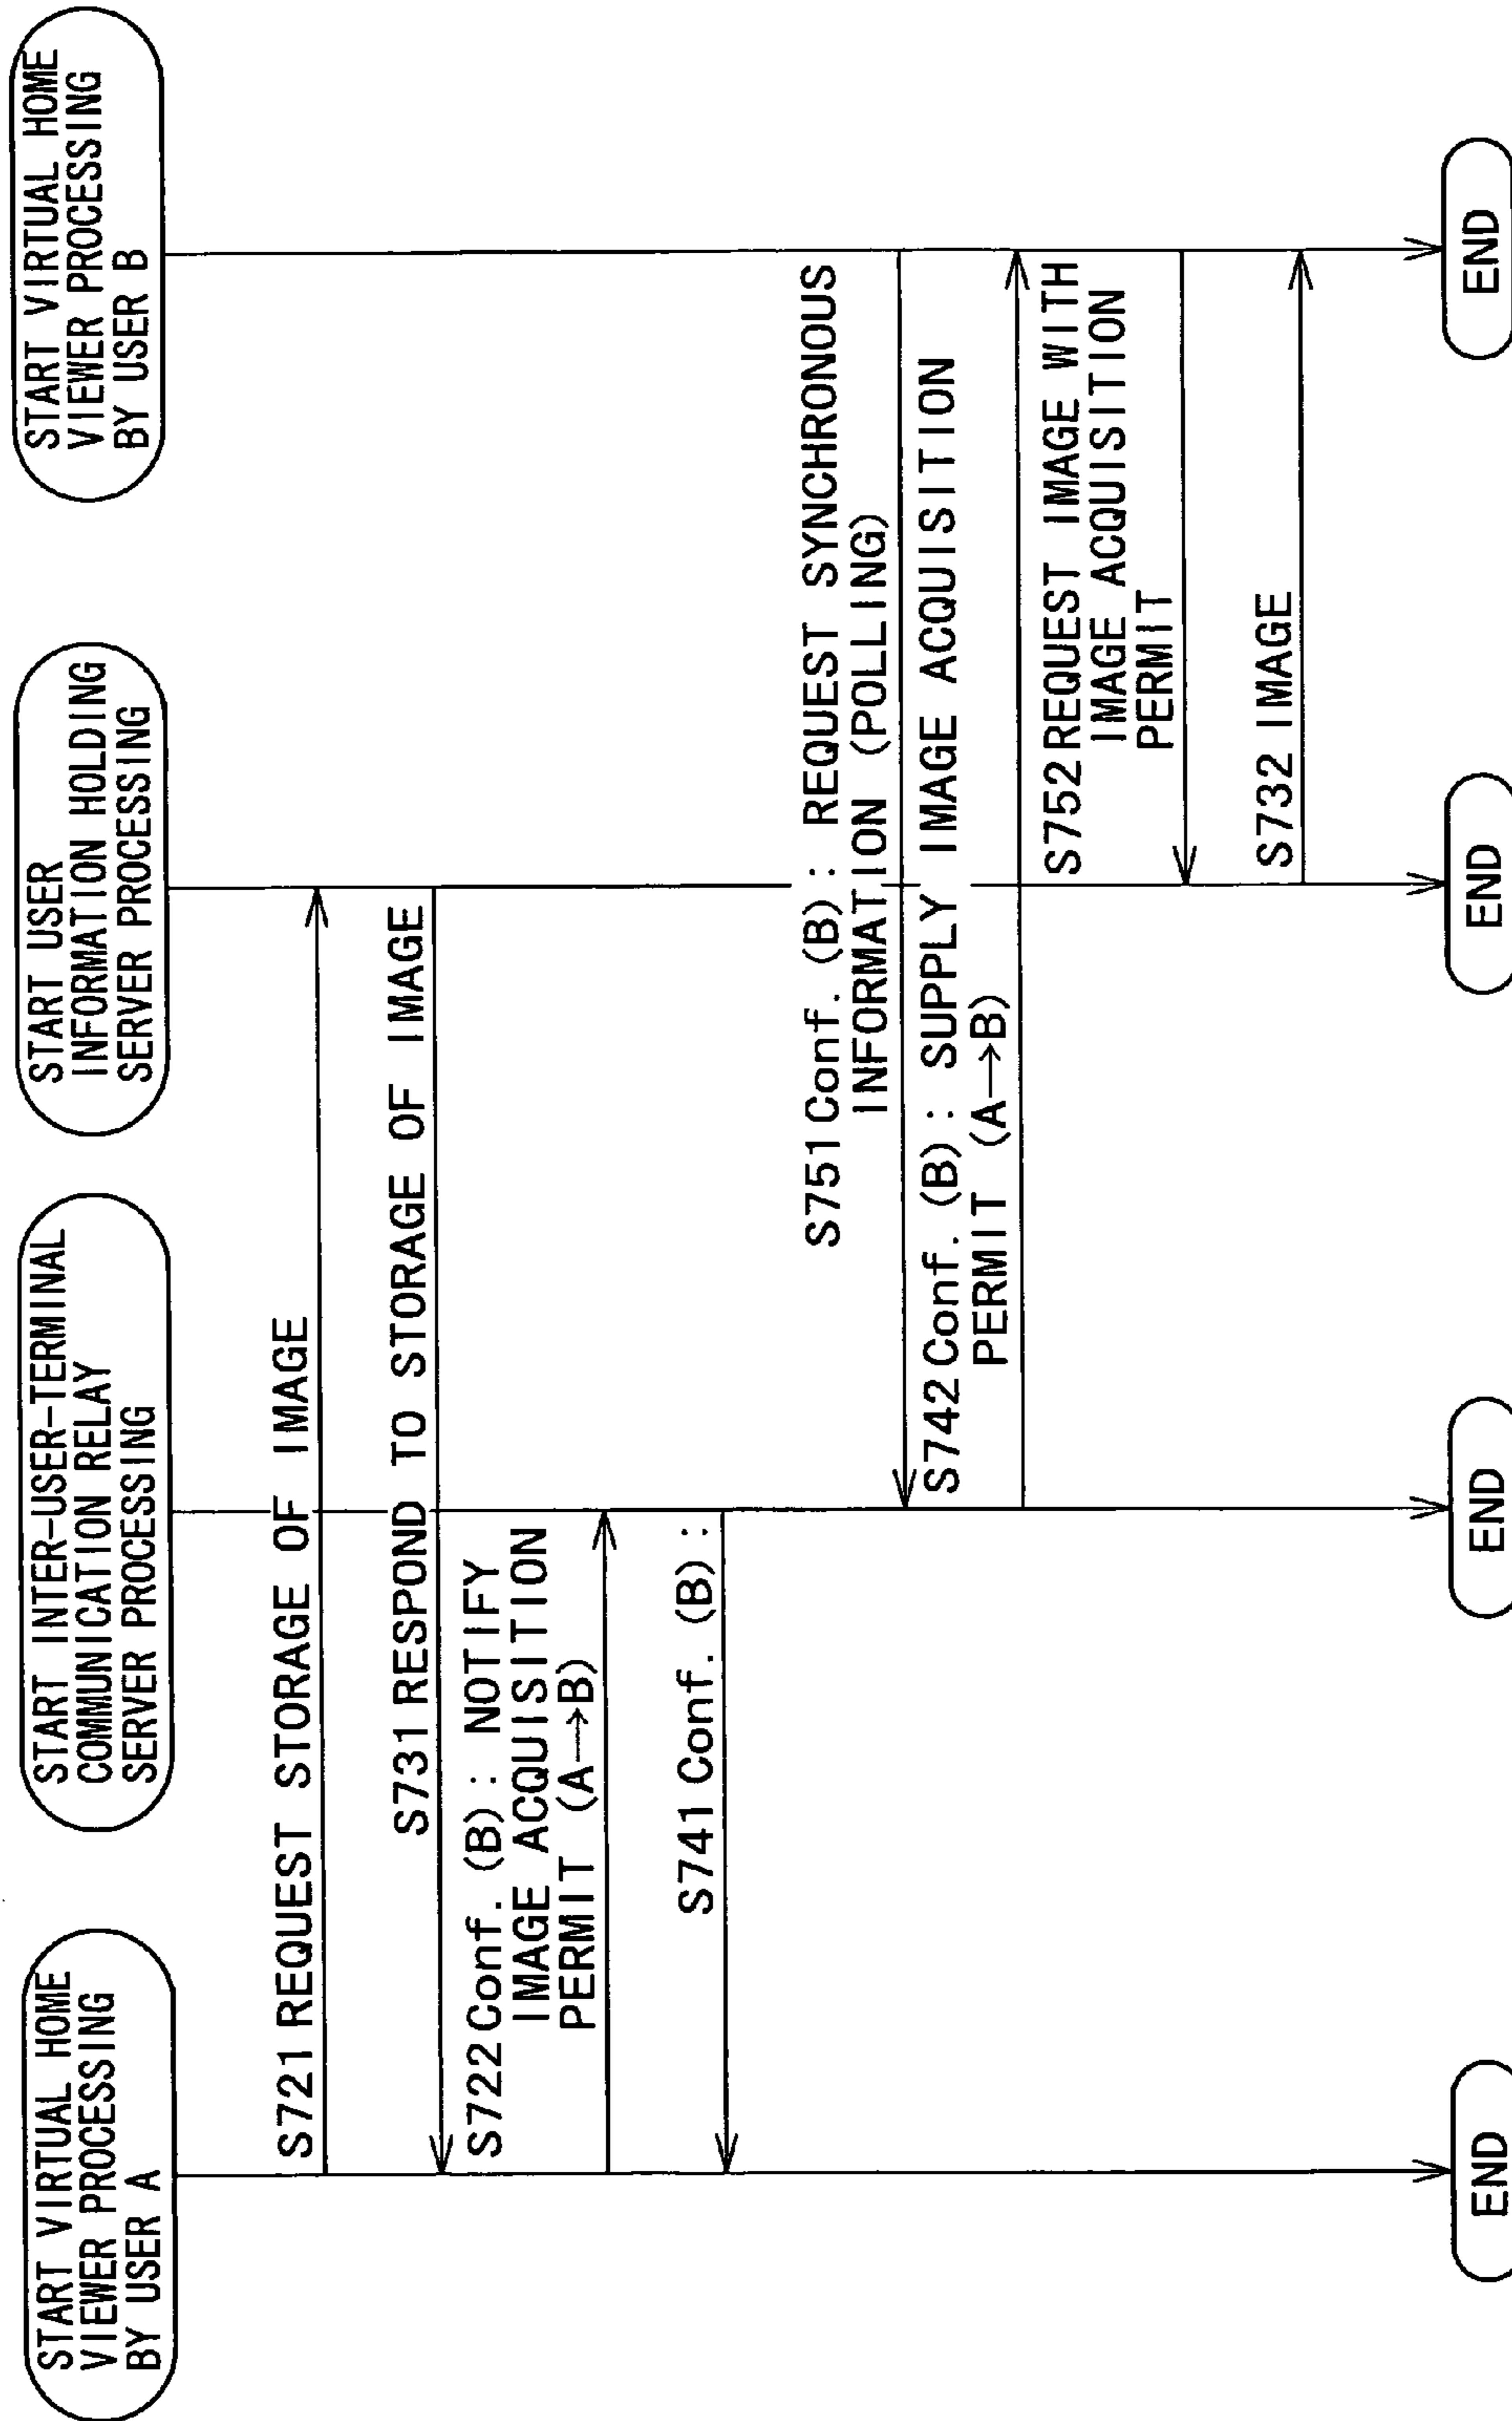 START VIRTUAL HOME
VIEWER PROCESSING
BY USER A
START INTER-USER-TERMINAL
COMMUNICATION RELAY
SERVER PROCESSING
START USER
INFORMATION HOLDING
SERVER PROCESSING
START VIRTUAL HOME
VIEWER PROCESSING
BY USER B
S721 REQUEST STORAGE OF IMAGE
S731 RESPOND TO STORAGE OF IMAGE
S722 Conf. (B) : NOTIFY
IMAGE ACQUISITION
PERMIT (A→B)
S741 Conf. (B) :
S751 Conf. (B) : REQUEST SYNCHRONOUS
INFORMATION (POLLING)
S742 Conf. (B) : SUPPLY IMAGE ACQUISITION
PERMIT (A→B)
S752 REQUEST IMAGE WITH
IMAGE ACQUISITION
PERMIT
S732 IMAGE
END
END
END
END